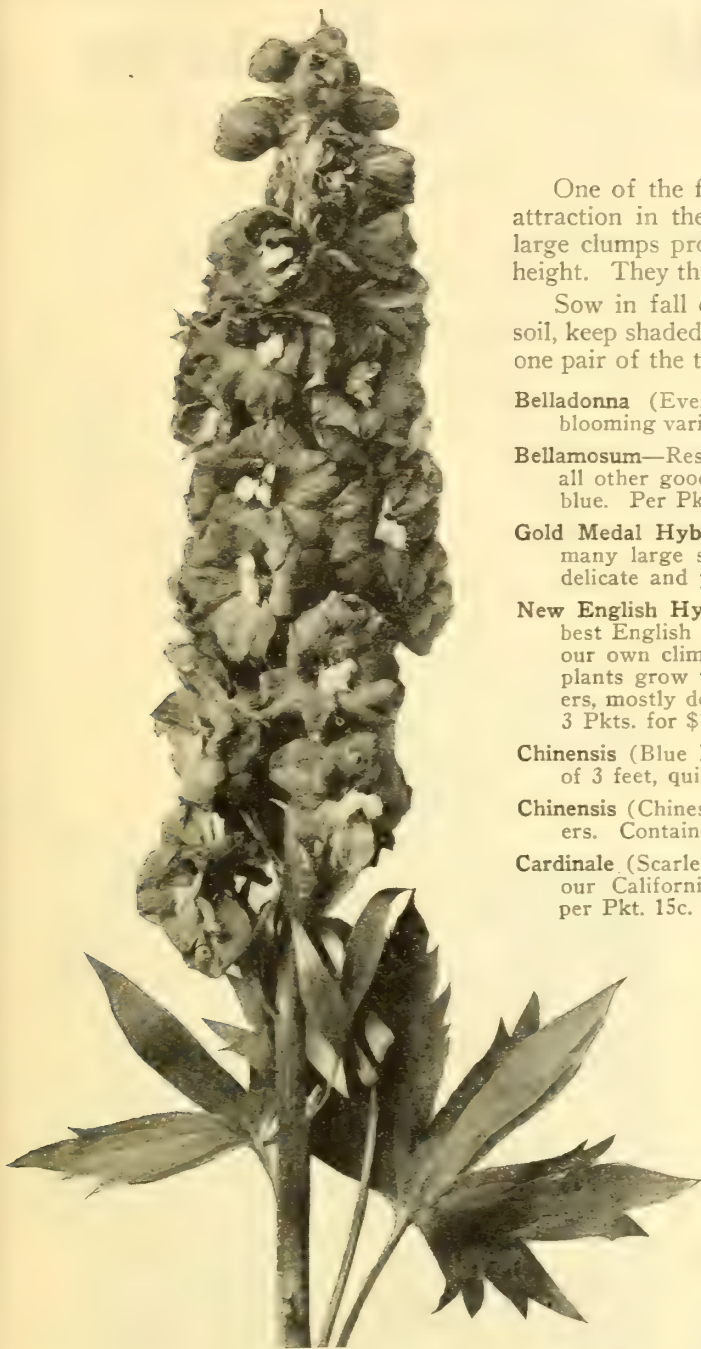 One of the f
attraction in the
large clumps pro
height. They th
Sow in fall
soil, keep shaded
one pair of the t
Belladonna (Eve
blooming vari
Bellamosum—Res
all other goo
blue. Per Pk
Gold Medal Hyb
many large s
delicate and
New English Hy
best English
our own clim
plants grow
ers, mostly d
3 Pkts. for $
Chinensis (Blue
of 3 feet, qui
Chinensis (Chines
ers. Contain
Cardinale (Scarle
our Californi
per Pkt. 15c.